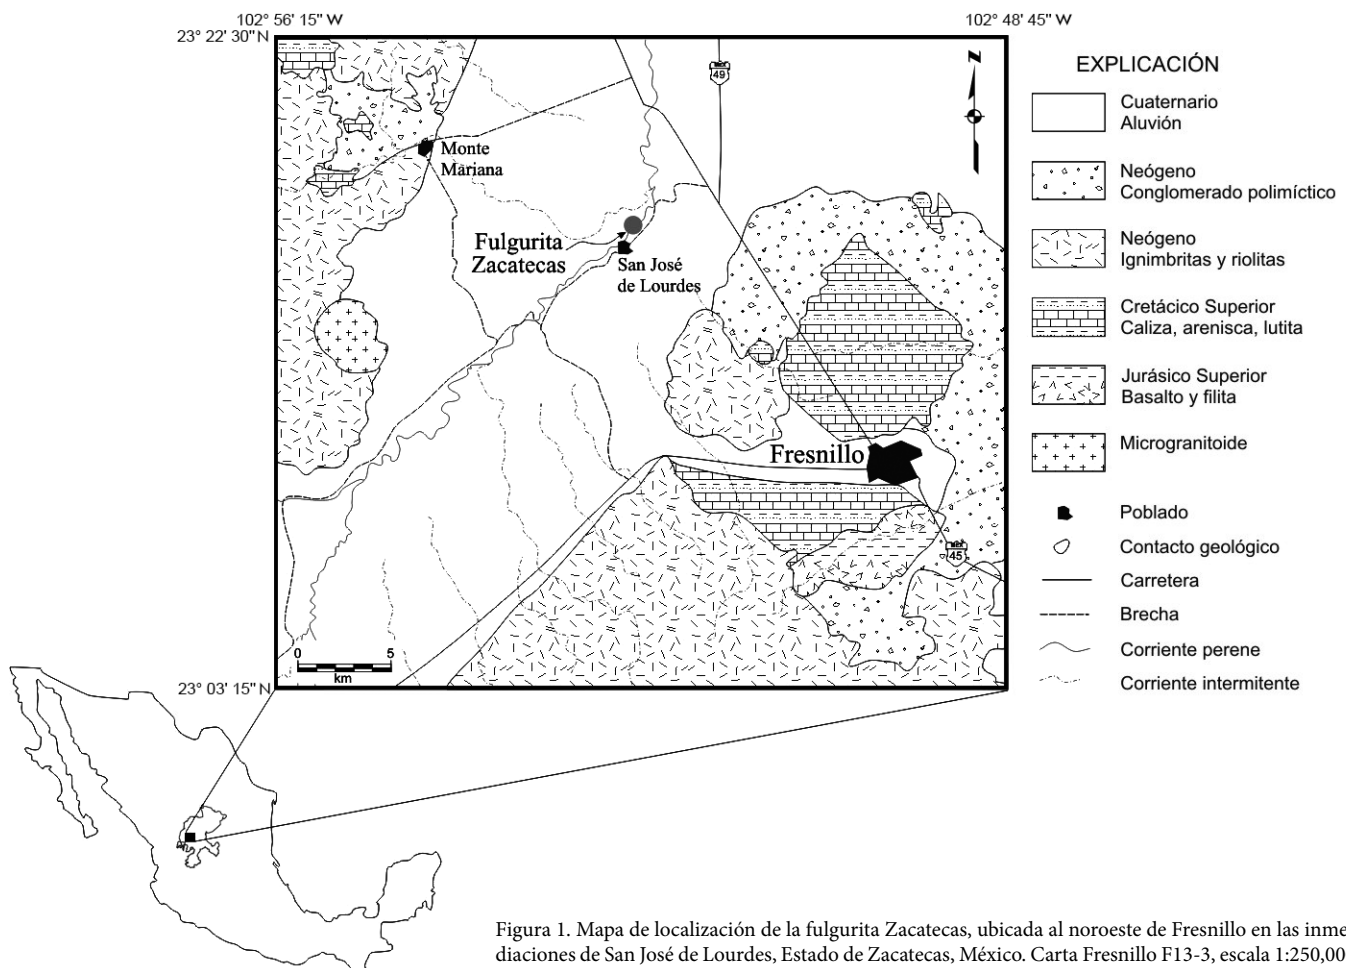 102° 56' 15" W
102° 48' 45" W
23° 22' 30" N
49
N
Monte
Mariana
Fulgurita
Zacatecas
San José
de Lourdes
Fresnillo
45
0
5
km
23° 03' 15" N
EXPLICACIÓN
Cuaternario
Aluvión
Neógeno
Conglomerado polimíctico
Neógeno
Ignimbritas y riolitas
Cretácico Superior
Caliza, arenisca, lutita
Jurásico Superior
Basalto y filita
Microgranitoide
Poblado
Contacto geológico
Carretera
Brecha
Corriente perene
Corriente intermitente
Figura 1. Mapa de localización de la fulgurita Zacatecas, ubicada al noroeste de Fresnillo en las inme
diaciones de San José de Lourdes, Estado de Zacatecas, México. Carta Fresnillo F13-3, escala 1:250,00